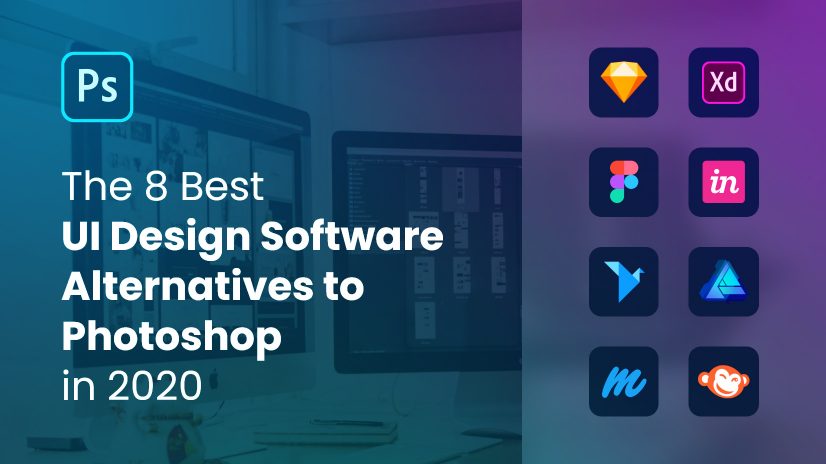 Ps
The 8 Best
UI Design Software
Alternatives to
Photoshop
in 2020
Xd
in
m